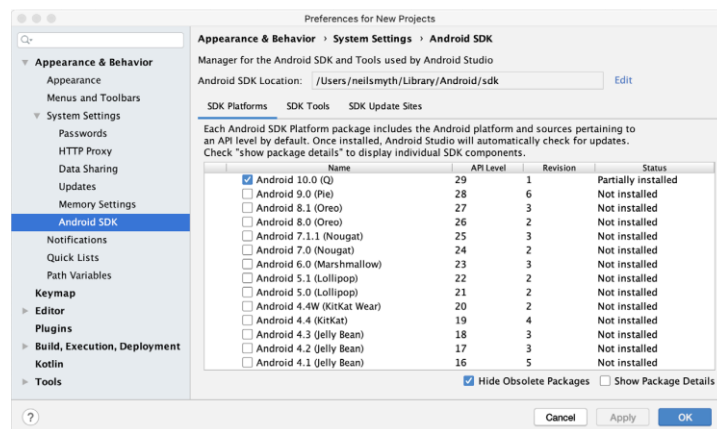 Preferences for New Projects
Appearance & Behavior › System Settings › Android SDK
Manager for the Android SDK and Tools used by Android Studio
Android SDK Location: /Users/neilsmyth/Library/Android/sdk Edit
SDK Platforms SDK Tools SDK Update Sites
Each Android SDK Platform package includes the Android platform and sources pertaining to
an API level by default. Once installed, Android Studio will automatically check for updates.
Check "show package details" to display individual SDK components.
Name API Level Revision Status
Android 10.0 (Q) 29 1 Partially installed
Android 9.0 (Pie) 28 6 Not installed
Android 8.1 (Oreo) 27 3 Not installed
Android 8.0 (Oreo) 26 2 Not installed
Android 7.1.1 (Nougat) 25 3 Not installed
Android 7.0 (Nougat) 24 2 Not installed
Android 6.0 (Marshmallow) 23 3 Not installed
Android 5.1 (Lollipop) 22 2 Not installed
Android 5.0 (Lollipop) 21 2 Not installed
Android 4.4W (KitKat Wear) 20 2 Not installed
Android 4.4 (KitKat) 19 4 Not installed
Android 4.3 (Jelly Bean) 18 3 Not installed
Android 4.2 (Jelly Bean) 17 3 Not installed
Android 4.1 (Jelly Bean) 16 5 Not installed
Hide Obsolete Packages Show Package Details
Appearance & Behavior
Appearance
Menus and Toolbars
System Settings
Passwords
HTTP Proxy
Data Sharing
Updates
Memory Settings
Android SDK
Notifications
Quick Lists
Path Variables
Keymap
Editor
Plugins
Build, Execution, Deployment
Kotlin
Tools
? Cancel Apply OK